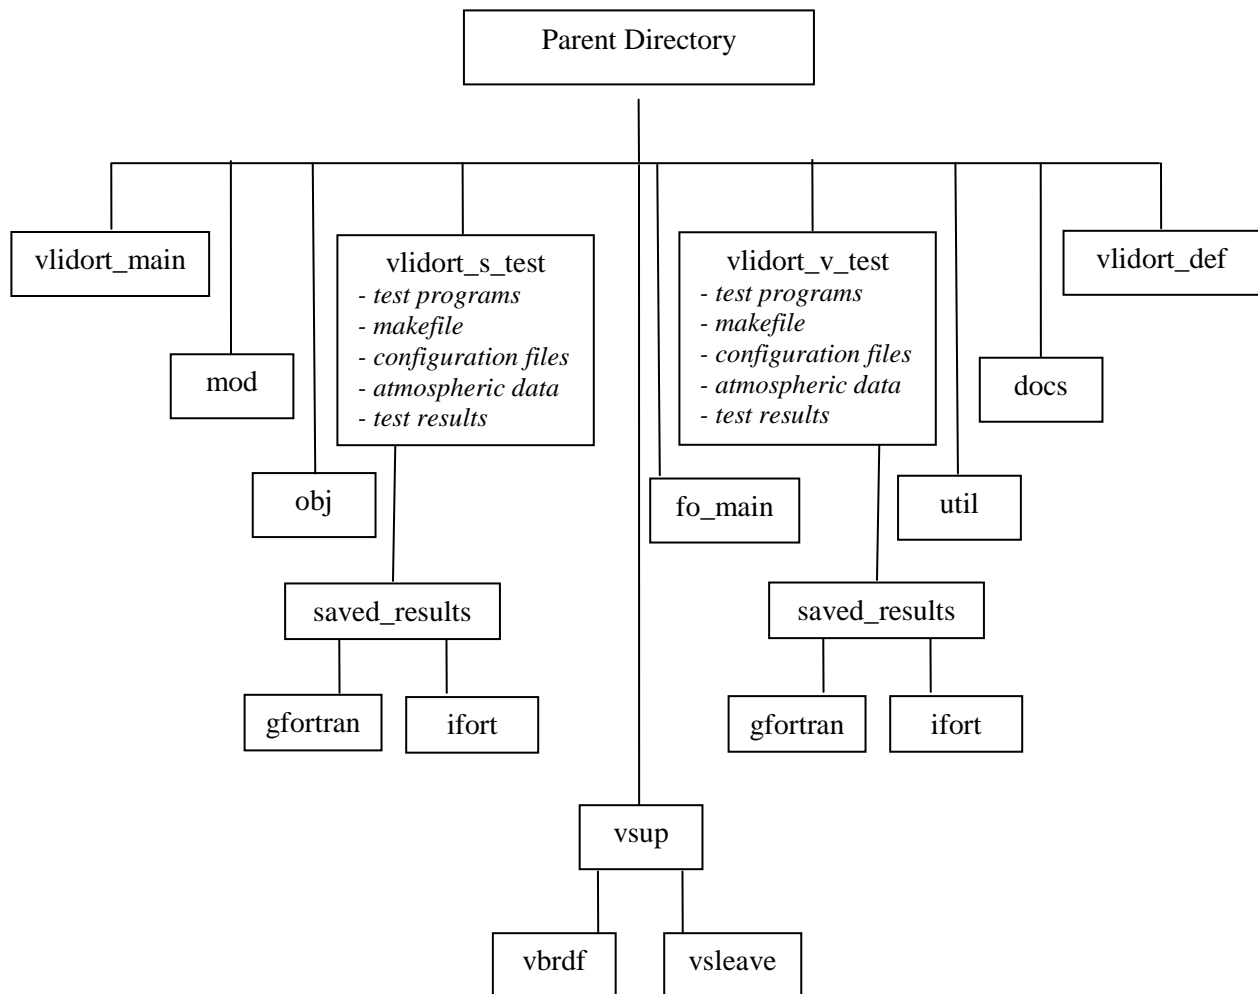 Parent Directory
vlidort_main
vlidort_s_test
- test programs
- makefile
- configuration files
- atmospheric data
- test results
vlidort_v_test
- test programs
- makefile
- configuration files
- atmospheric data
- test results
vlidort_def
mod
docs
obj
fo_main
util
saved_results
saved_results
gfortran
ifort
gfortran
ifort
vsup
vbrdf
vsleave